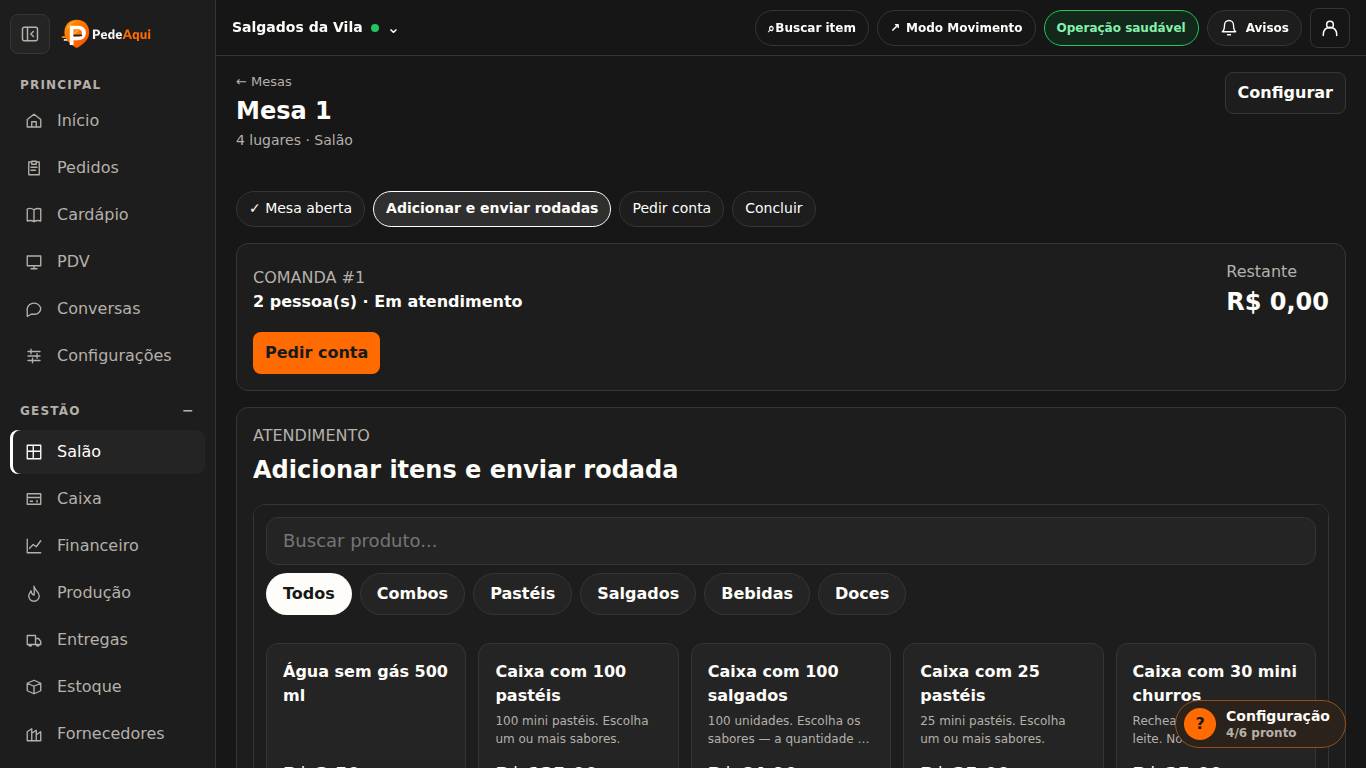 PedeAqui
PRINCIPAL
Início
Pedidos
Cardápio
PDV
Conversas
Configurações
GESTÃO
Salão
Caixa
Financeiro
Produção
Entregas
Estoque
Fornecedores
Salgados da Vila
Buscar item
↗ Modo Movimento
Operação saudável
Avisos
← Mesas
Mesa 1
4 lugares · Salão
Configurar
✓ Mesa aberta
Adicionar e enviar rodadas
Pedir conta
Concluir
COMANDA #1
2 pessoa(s) · Em atendimento
Restante
R$ 0,00
Pedir conta
ATENDIMENTO
Adicionar itens e enviar rodada
Buscar produto...
Todos
Combos
Pastéis
Salgados
Bebidas
Doces
Água sem gás 500
ml
Caixa com 100
pastéis
100 mini pastéis. Escolha
um ou mais sabores.
Caixa com 100
salgados
100 unidades. Escolha os
sabores — a quantidade ...
Caixa com 25
pastéis
25 mini pastéis. Escolha
um ou mais sabores.
Caixa com 30 mini
churros
leite.
?
Configuração
4/6 pronto